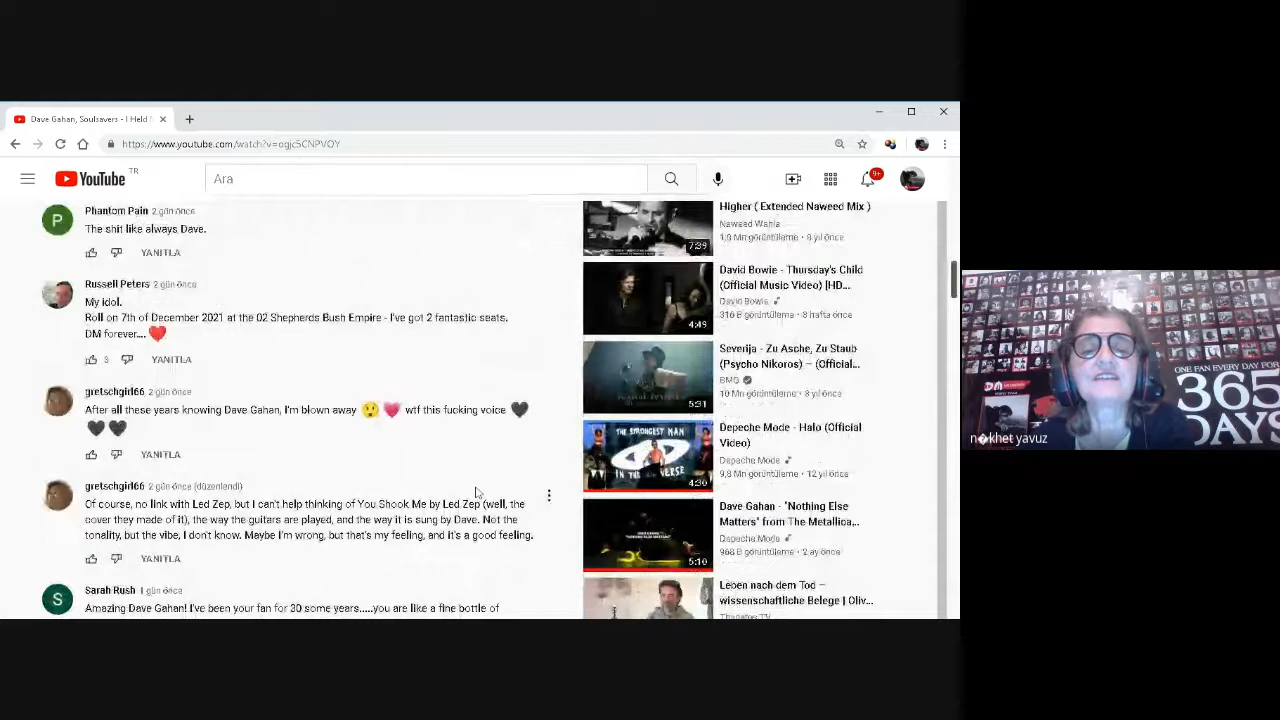 Dave Gahan, Soulsavers - I Held
https://www.youtube.com/watch?v=ogjc5CNPVOY
YouTube TR
Ara
9+
P
Phantom Pain 2 gün önce
The shit like always Dave.
YANITLA
Russell Peters 2 gün önce
My idol.
Roll on 7th of December 2021 at the 02 Shepherds Bush Empire - I've got 2 fantastic seats.
DM forever.... ❤️
3 YANITLA
gretschgirl66 2 gün önce
After all these years knowing Dave Gahan, I'm blown away 😲 💗 wtf this fucking voice 🖤
🖤🖤
YANITLA
gretschgirl66 2 gün önce (düzenlendi)
Of course, no link with Led Zep, but I can't help thinking of You Shook Me by Led Zep (well, the
cover they made of it), the way the guitars are played, and the way it is sung by Dave. Not the
tonality, but the vibe, I don't know. Maybe I'm wrong, but that's my feeling, and it's a good feeling.
YANITLA
S
Sarah Rush 1 gün önce
Amazing Dave Gahan! I've been your fan for 30 some years.....you are like a fine bottle of
7:39
Higher ( Extended Naweed Mix )
Naweed Wahla
1,3 Mn görüntüleme • 8 yıl önce
4:49
David Bowie - Thursday's Child
(Official Music Video) [HD...
David Bowie
316 B görüntüleme • 8 hafta önce
5:31
Severija - Zu Asche, Zu Staub
(Psycho Nikoros) – (Official...
BMG
10 Mn görüntüleme • 3 yıl önce
THE STRONGEST MAN
IN THE VERSE
4:30
Depeche Mode - Halo (Official
Video)
Depeche Mode
9,8 Mn görüntüleme • 12 yıl önce
5:10
Dave Gahan - "Nothing Else
Matters" from The Metallica...
Depeche Mode
968 B görüntüleme • 2 ay önce
Leben nach dem Tod –
wissenschaftliche Belege | Oliv...
Thanatos TV
ONE FAN EVERY DAY FOR
365
DAYS
DM
n�khet yavuz